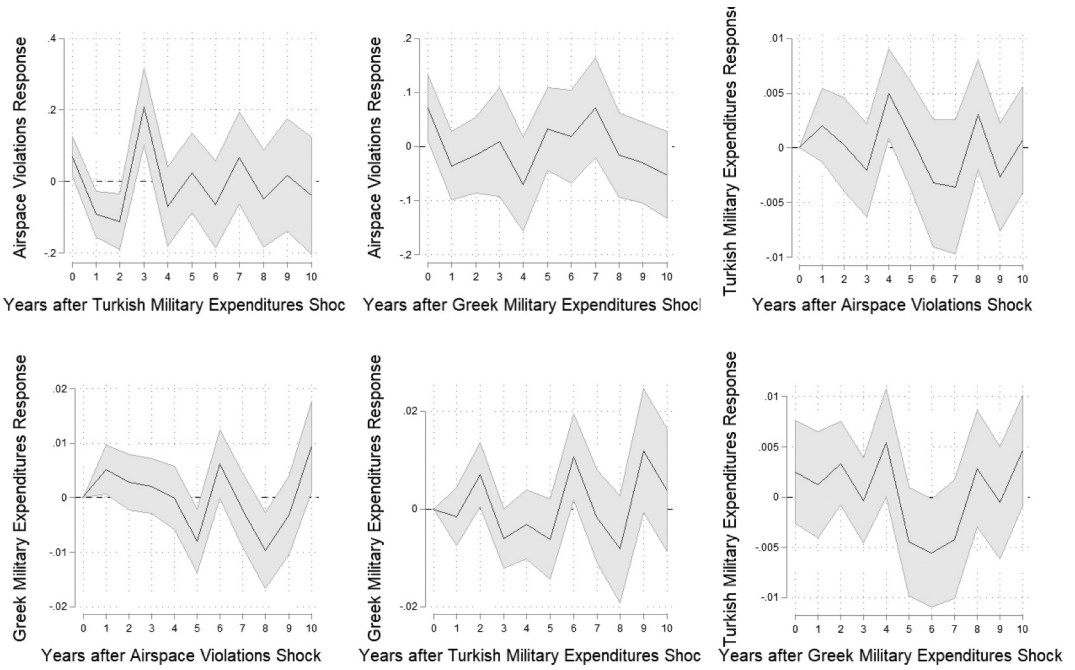 Airspace Violations Response
.4
.2
0
-.2
0 1 2 3 4 5 6 7 8 9 10
Years after Turkish Military Expenditures Shoc
Airspace Violations Response
.2
.1
0
-.1
-.2
0 1 2 3 4 5 6 7 8 9 10
Years after Greek Military Expenditures Shocl
Turkish Military Expenditures Respon
.01
.005
0
-.005
-.01
0 1 2 3 4 5 6 7 8 9 10
Years after Airspace Violations Shock
Greek Military Expenditures Response
.02
.01
0
-.01
-.02
0 1 2 3 4 5 6 7 8 9 10
Years after Airspace Violations Shock
Greek Military Expenditures Response
.02
0
-.02
0 1 2 3 4 5 6 7 8 9 10
Years after Turkish Military Expenditures Shoc
Turkish Military Expenditures Response
.01
.005
0
-.005
-.01
0 1 2 3 4 5 6 7 8 9 10
Years after Greek Military Expenditures Shock